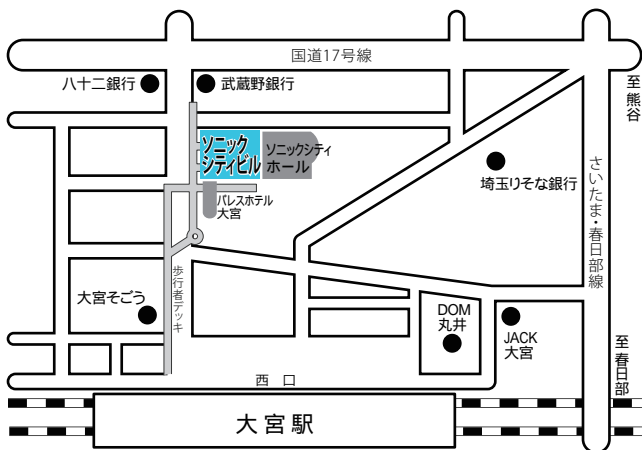 国道17号線
八十二銀行
武蔵野銀行
至熊谷
ソニック
シティビル
ソニックシティ
ホール
さいたま・春日部線
埼玉りそな銀行
パレスホテル
大宮
歩行者デッキ
大宮そごう
DOM
丸井
JACK
大宮
至春日部
西口
大宮駅